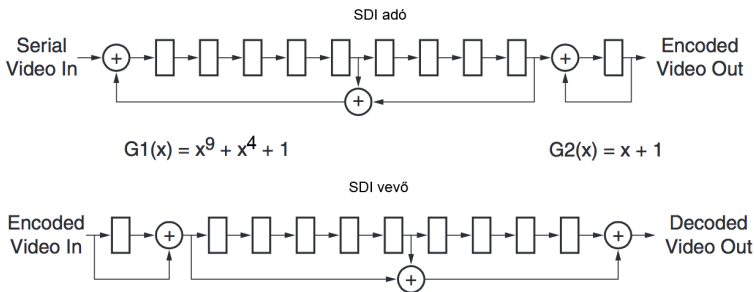 SDI adó
Serial
Video In
+
+
Encoded
Video Out
+
G1(x) = x⁹ + x⁴ + 1
G2(x) = x + 1
SDI vevő
Encoded
Video In
+
+
Decoded
Video Out
+